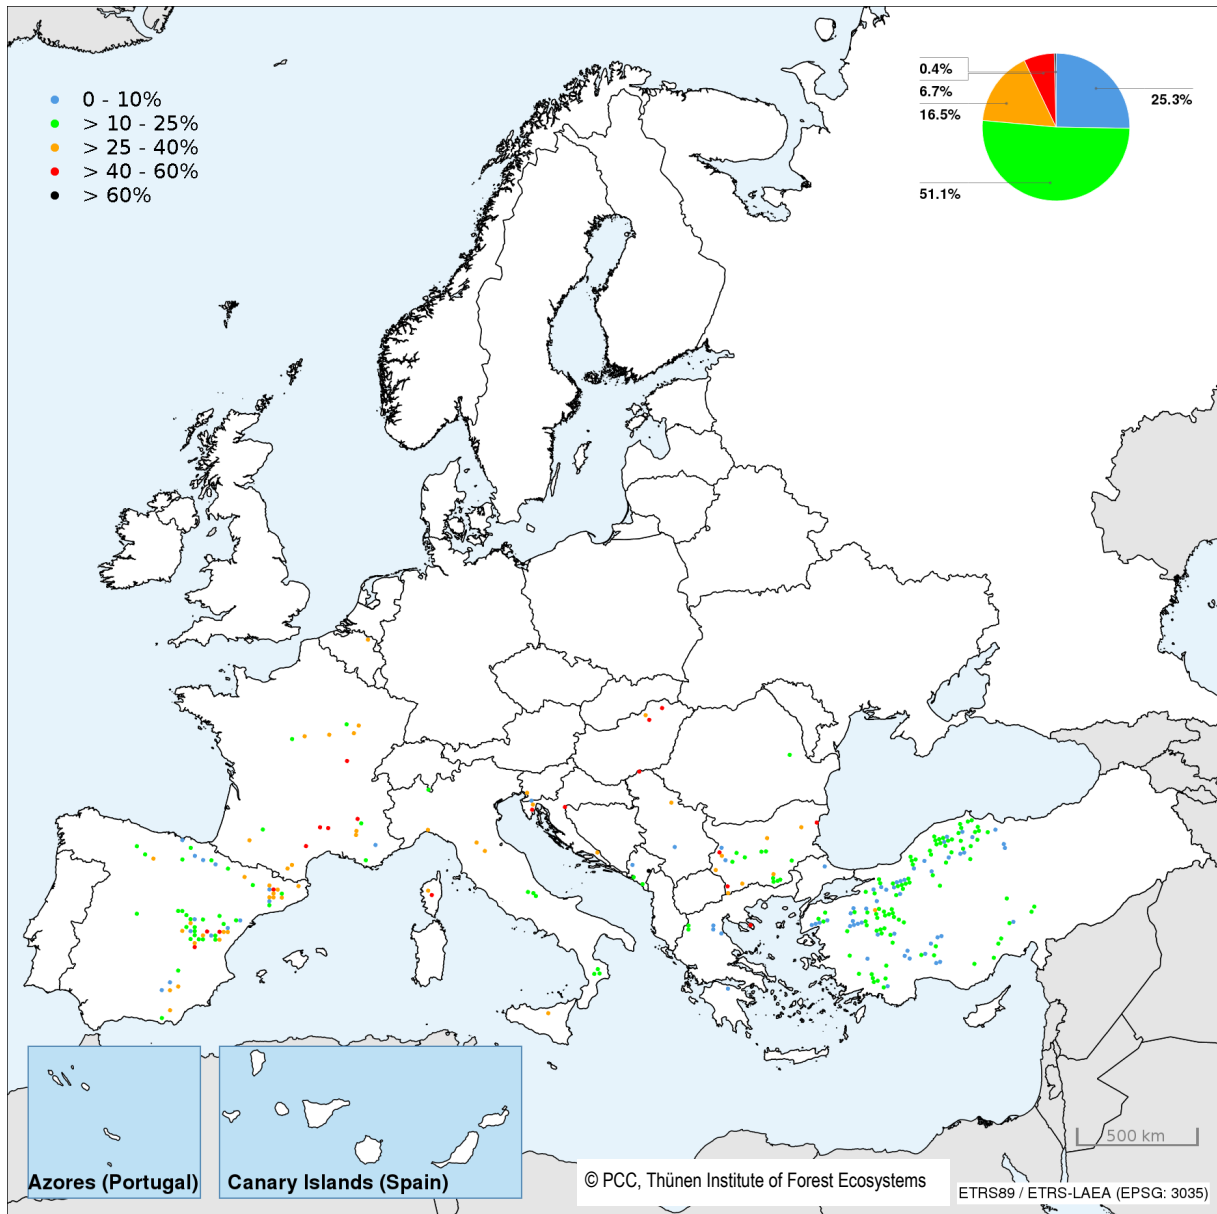 0 - 10%
> 10 - 25%
> 25 - 40%
> 40 - 60%
> 60%
0.4%
6.7%
16.5%
25.3%
51.1%
500 km
Azores (Portugal)
Canary Islands (Spain)
© PCC, Thünen Institute of Forest Ecosystems
ETRS89 / ETRS-LAEA (EPSG: 3035)